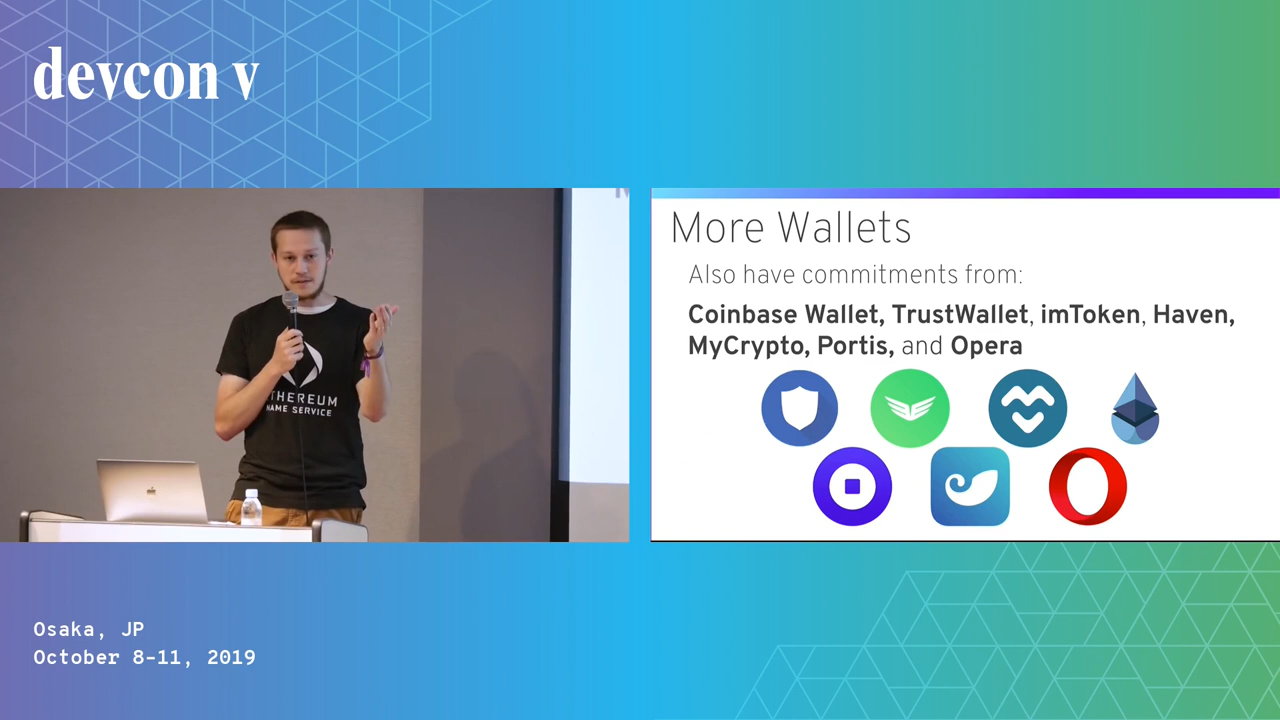 devcon v
ETHEREUM
NAME SERVICE
More Wallets
Also have commitments from:
Coinbase Wallet, TrustWallet, imToken, Haven,
MyCrypto, Portis, and Opera
Osaka, JP
October 8-11, 2019